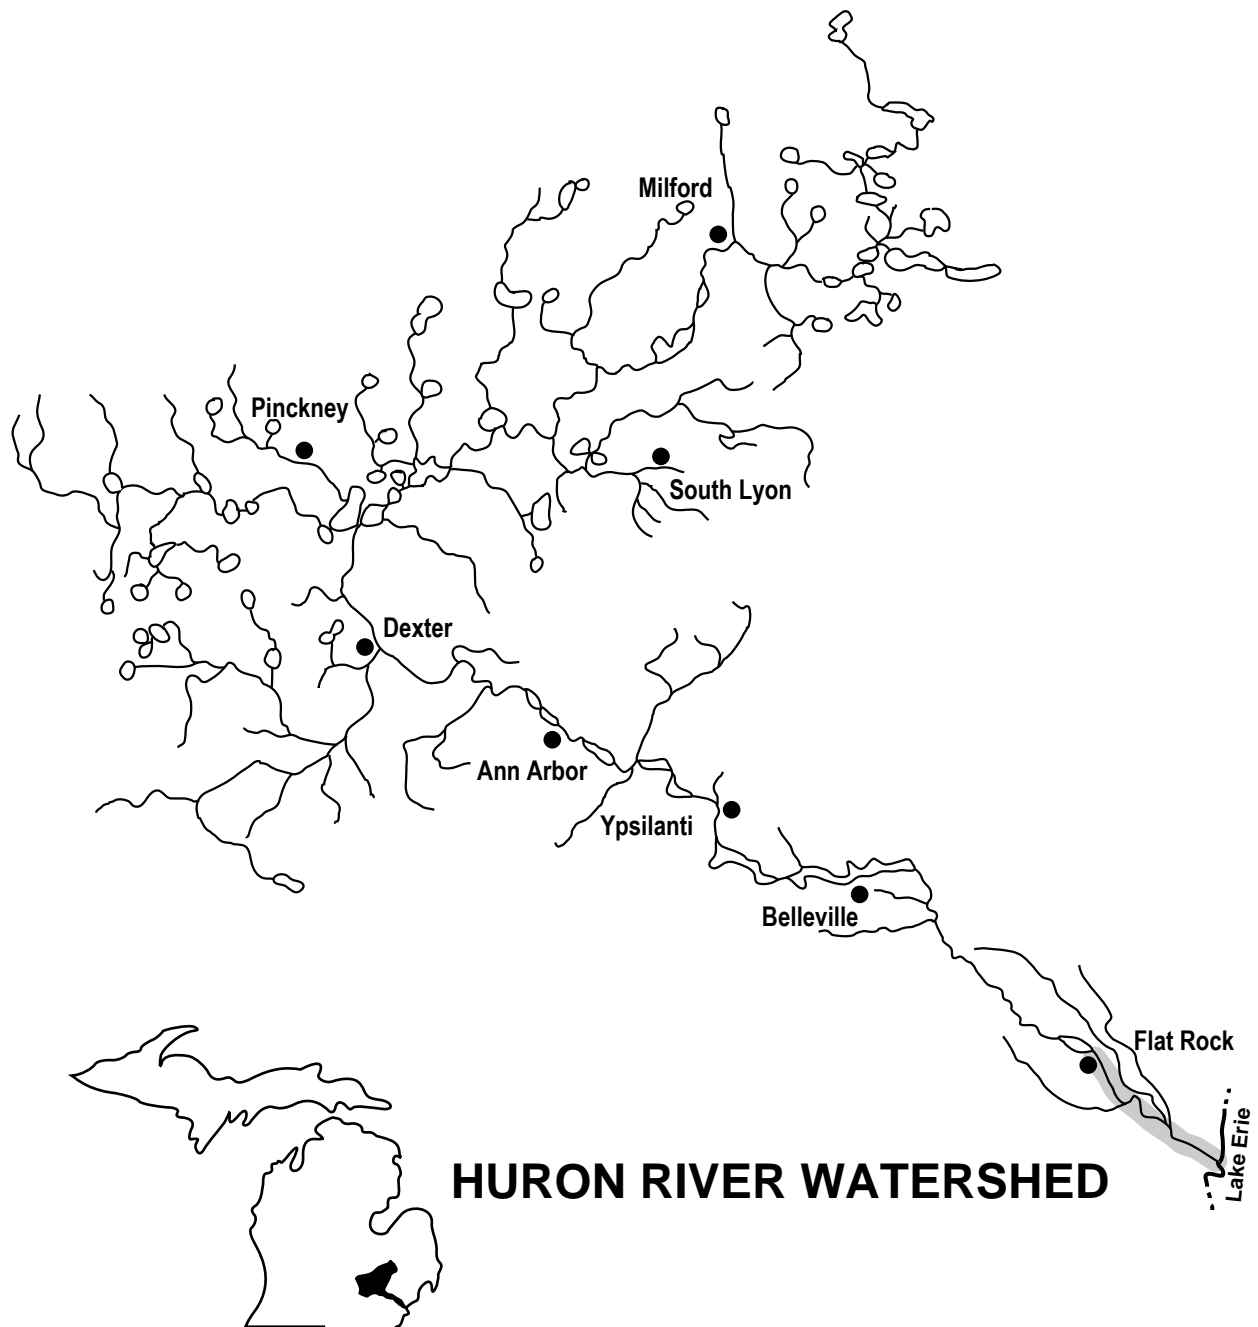 Milford
Pinckney
South Lyon
Dexter
Ann Arbor
Ypsilanti
Belleville
Flat Rock
Lake Erie
HURON RIVER WATERSHED